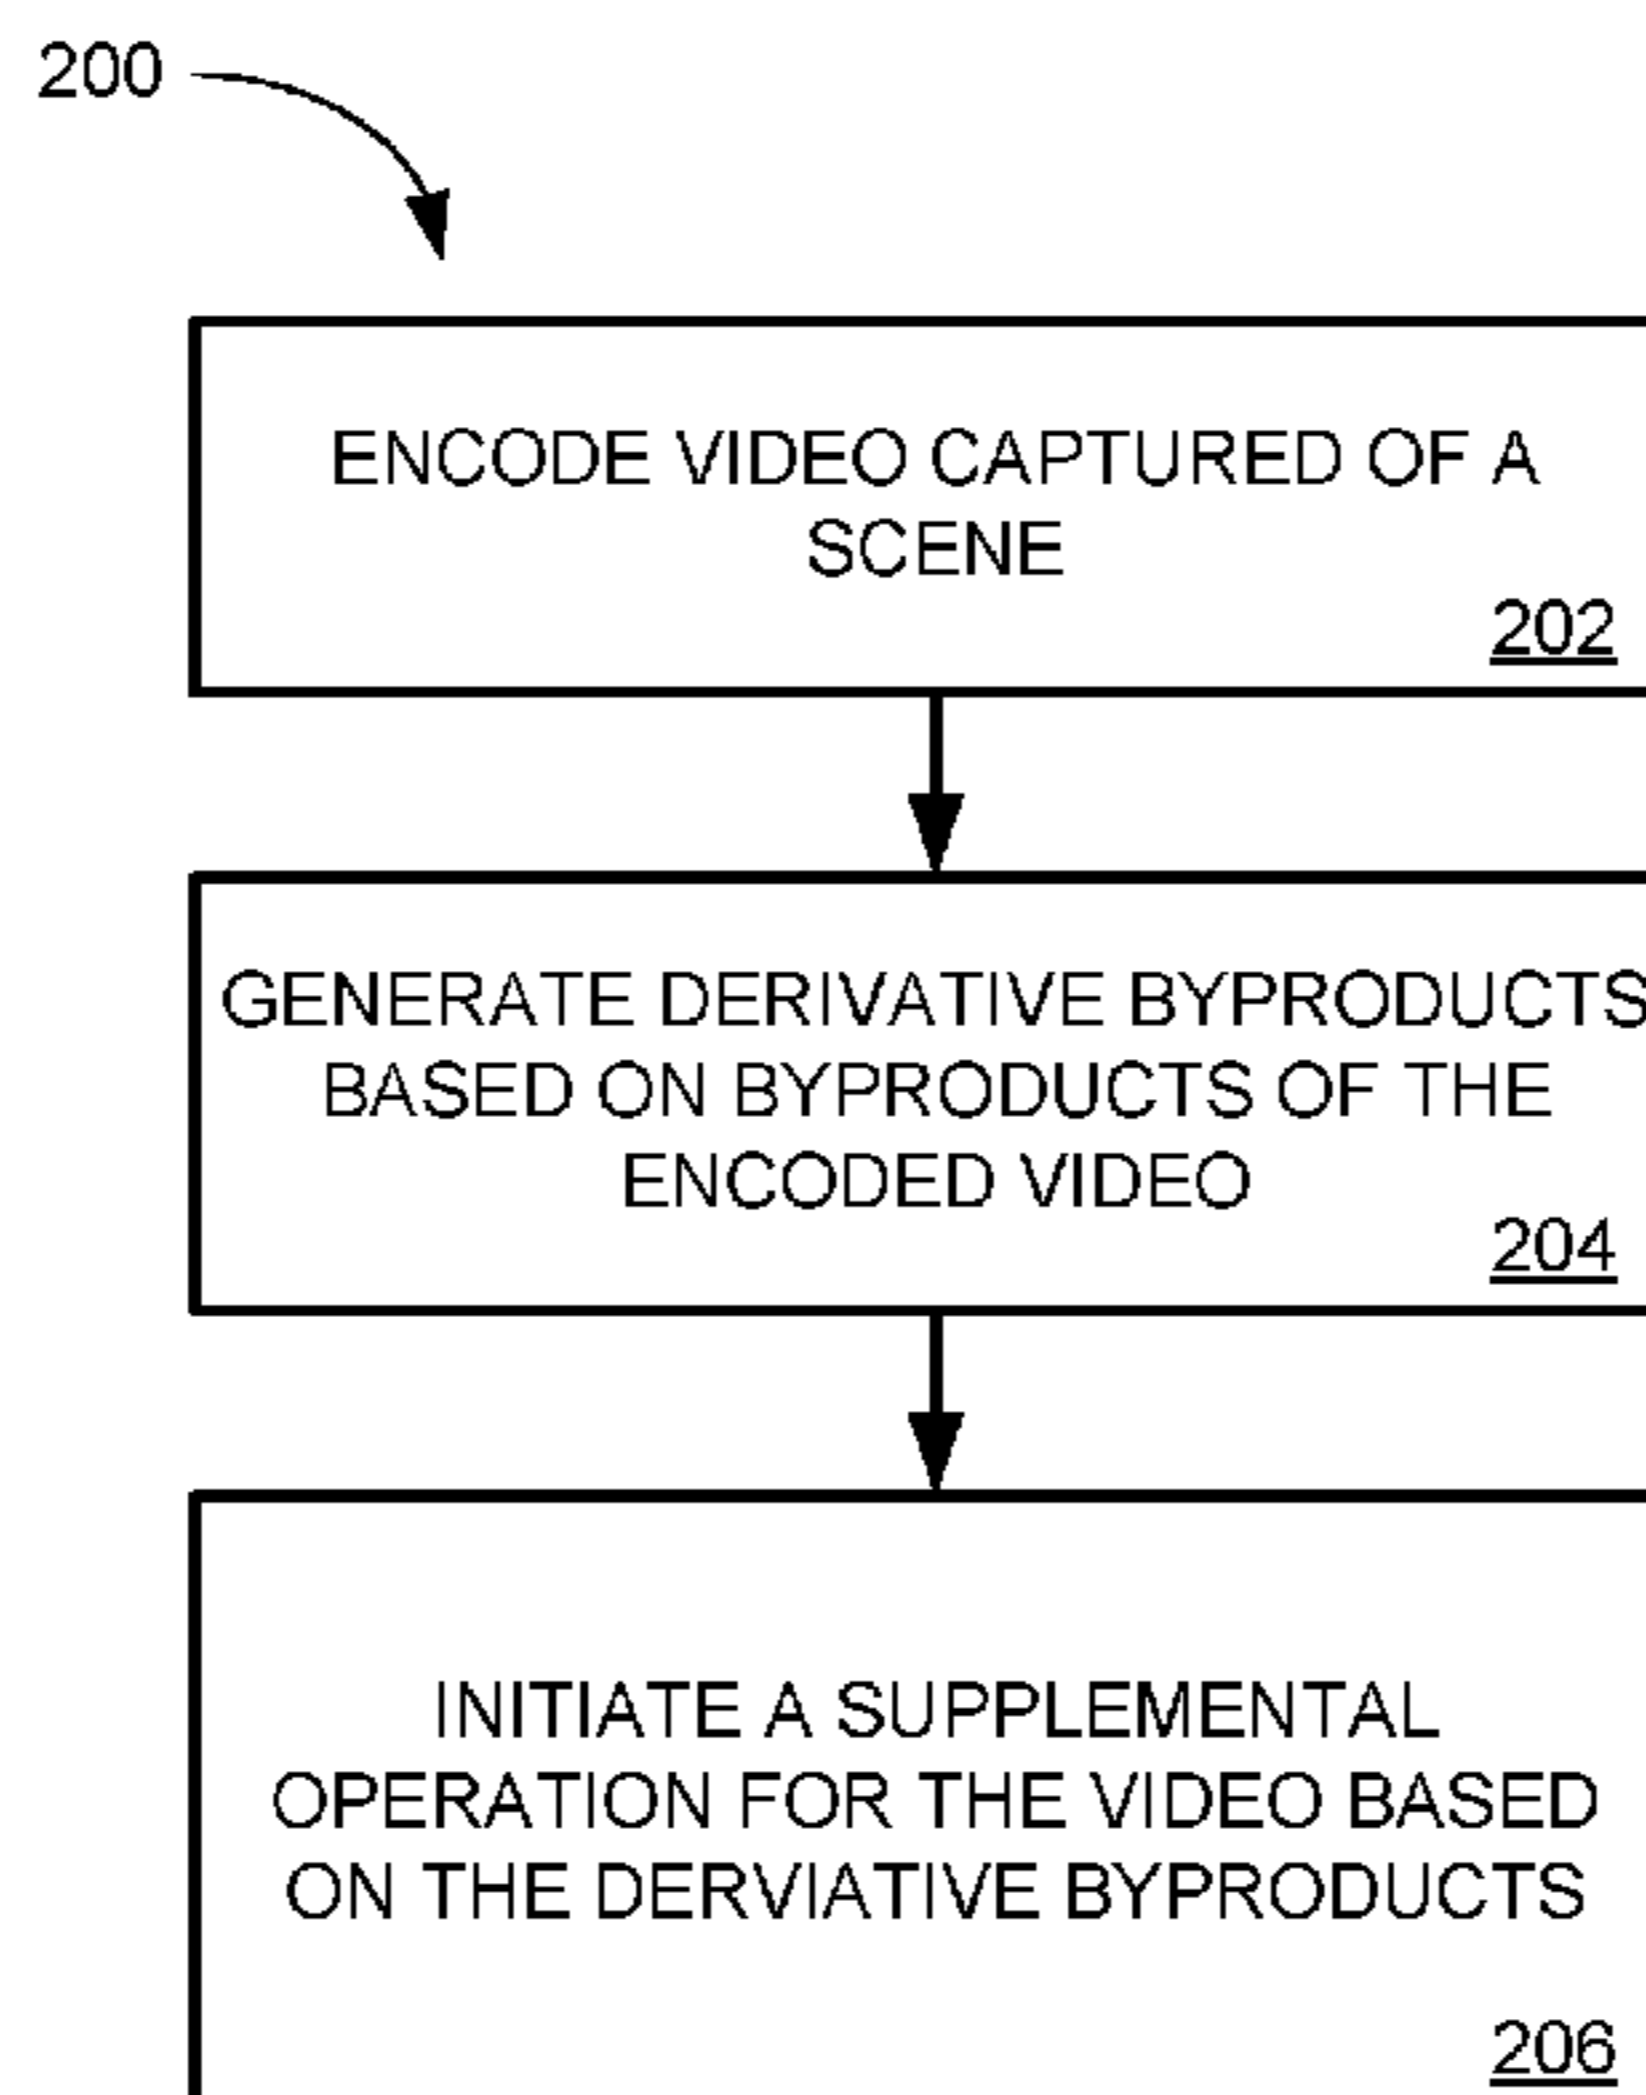 200
ENCODE VIDEO CAPTURED OF A
SCENE
202
GENERATE DERIVATIVE BYPRODUCTS
BASED ON BYPRODUCTS OF THE
ENCODED VIDEO
204
INITIATE A SUPPLEMENTAL
OPERATION FOR THE VIDEO BASED
ON THE DERVIATIVE BYPRODUCTS
206